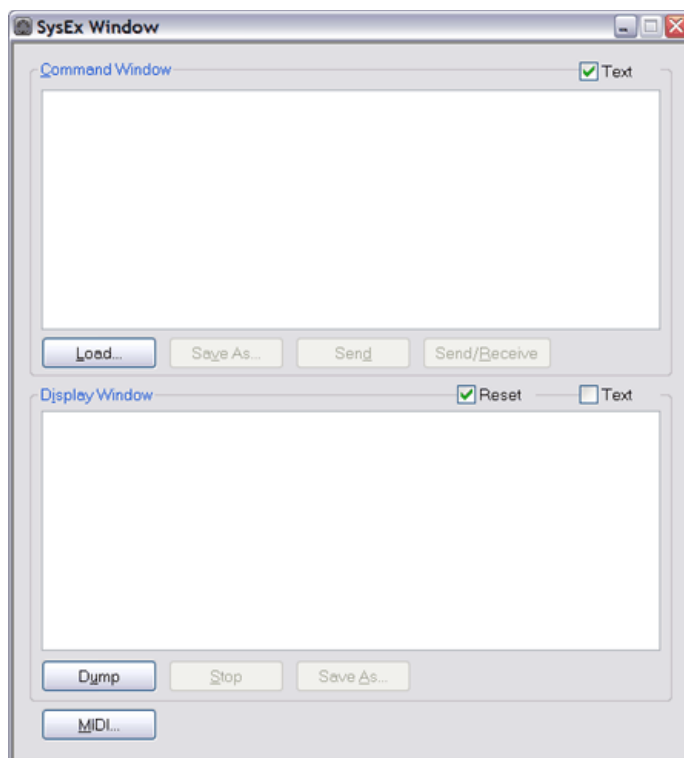 SysEx Window
Command Window Text
Load... Save As... Send Send/Receive
Display Window Reset Text
Dump Stop Save As...
MIDI...